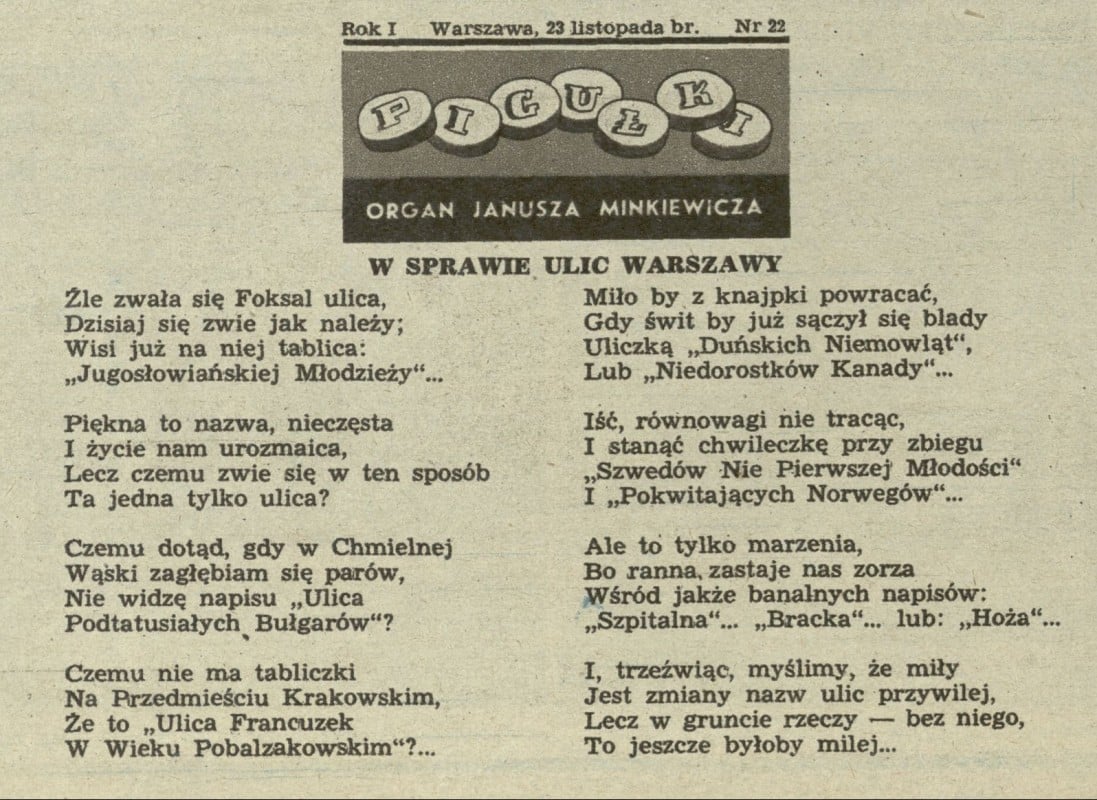 Rok I Warszawa, 23 listopada br. Nr 22
PIGUŁKI
ORGAN JANUSZA MINKIEWICZA
W SPRAWIE ULIC WARSZAWY
Źle zwała się Foksal ulica,
Dzisiaj się zwie jak należy;
Wisi już na niej tablica:
„Jugosłowiańskiej Młodzieży“...
Piękna to nazwa, nieczęsta
I życie nam urozmaica,
Lecz czemu zwie się w ten sposób
Ta jedna tylko ulica?
Czemu dotąd, gdy w Chmielnej
Wąski zagłębiam się parów,
Nie widzę napisu „Ulica
Podtatusiałych Bułgarów“?
Czemu nie ma tabliczki
Na Przedmieściu Krakowskim,
Że to „Ulica Francuzek
W Wieku Pobalzakowskim“?...
Miło by z knajpki powracać,
Gdy świt by już sączył się blady
Uliczką „Duńskich Niemowląt“,
Lub „Niedorostków Kanady“...
Iść, równowagi nie tracąc,
I stanąć chwileczkę przy zbiegu
„Szwedów Nie Pierwszej Młodości“
I „Pokwitających Norwegów“...
Ale to tylko marzenia,
Bo ranna zastaje nas zorza
Wśród jakże banalnych napisów:
„Szpitalna“... „Bracka“... lub: „Hoża“...
I, trzeźwiąc, myślimy, że miły
Jest zmiany nazw ulic przywilej,
Lecz w gruncie rzeczy — bez niego,
To jeszcze byłoby milej...